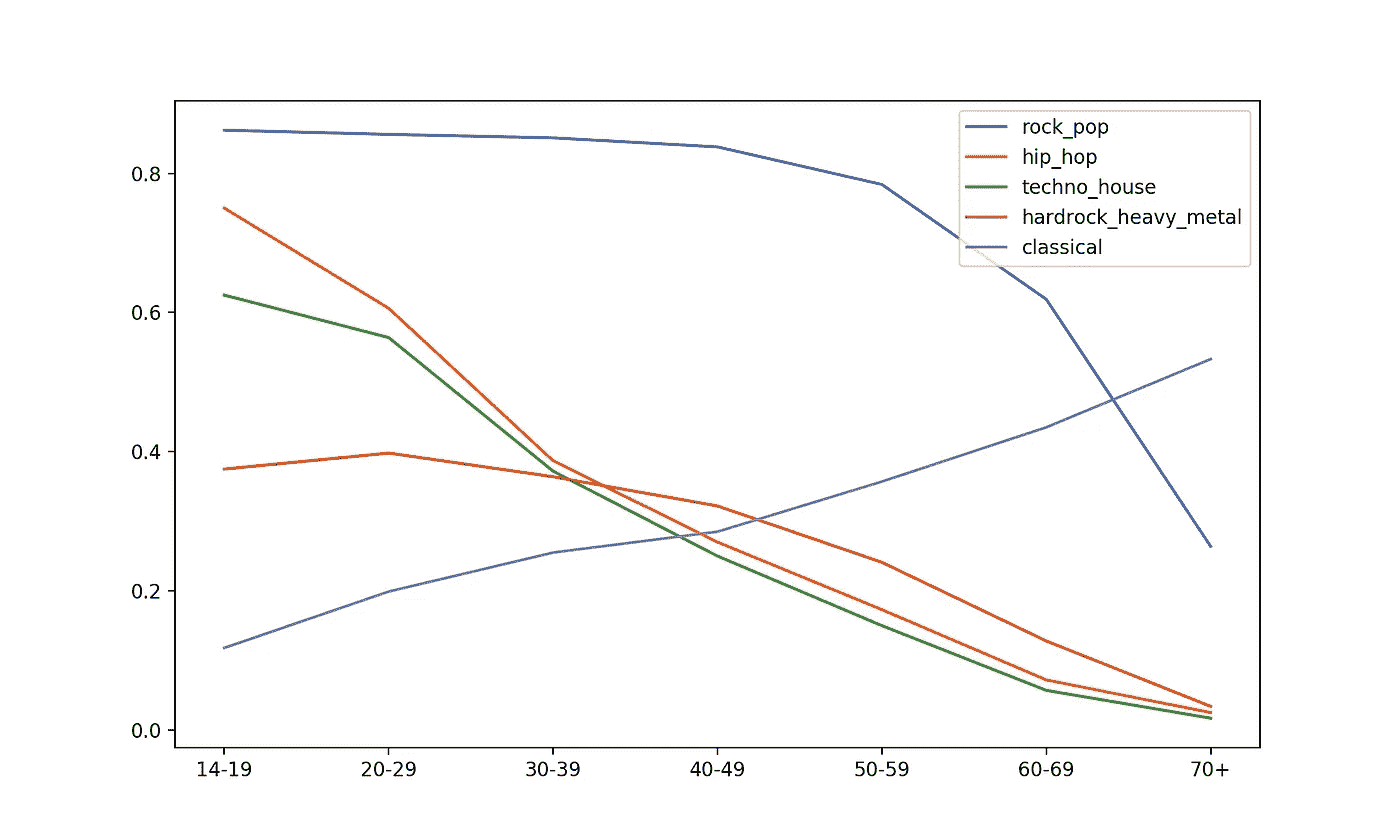 rock_pop
hip_hop
techno_house
hardrock_heavy_metal
classical
0.8
0.6
0.4
0.2
0.0
14-19 20-29 30-39 40-49 50-59 60-69 70+